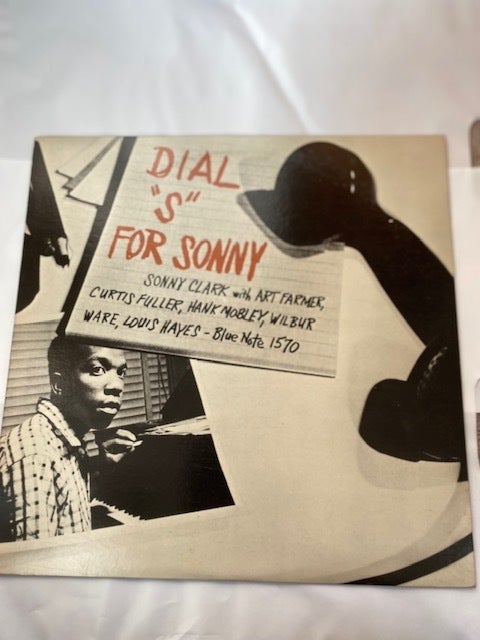 DIAL
"S"
FOR SONNY
SONNY CLARK with ART FARMER,
CURTIS FULLER, HANK MOBLEY, WILBUR
WARE, LOUIS HAYES - Blue Note 1570